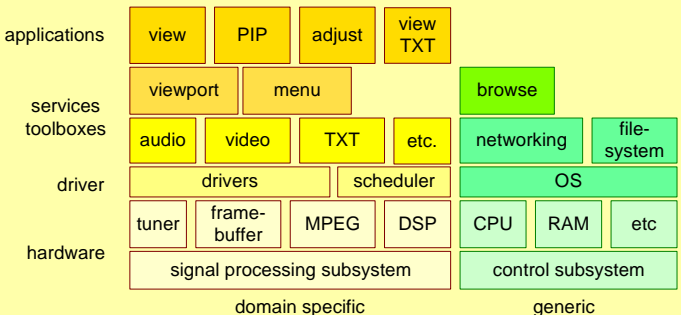 applications
view
PIP
adjust
view
TXT
viewport
menu
browse
services
toolboxes
audio
video
TXT
etc.
networking
file-
system
driver
drivers
scheduler
OS
hardware
tuner
frame-
buffer
MPEG
DSP
CPU
RAM
etc
signal processing subsystem
control subsystem
domain specific
generic